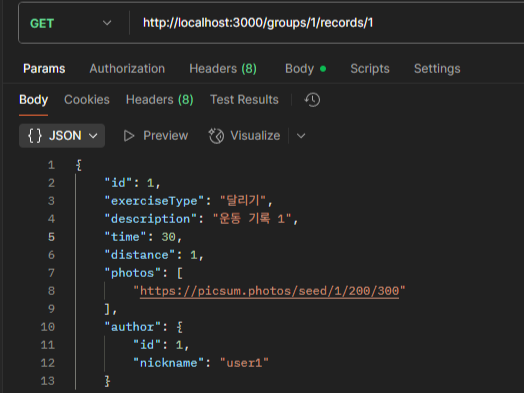 GET http://localhost:3000/groups/1/records/1
Params Authorization Headers (8) Body Scripts Settings
Body Cookies Headers (8) Test Results
{} JSON Preview Visualize
1 {
2 "id": 1,
3 "exerciseType": "달리기",
4 "description": "운동 기록 1",
5 "time": 30,
6 "distance": 1,
7 "photos": [
8 "https://picsum.photos/seed/1/200/300"
9 ],
10 "author": {
11 "id": 1,
12 "nickname": "user1"
13 }